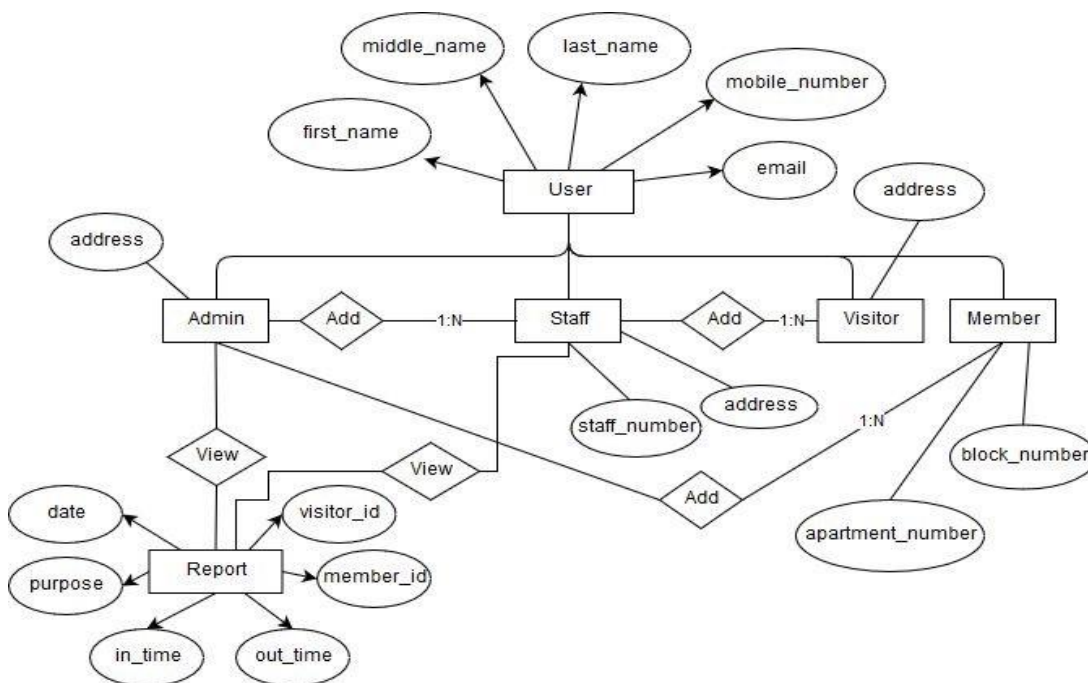 middle_name
last_name
mobile_number
first_name
email
User
address
address
Admin
Add
1:N
Staff
Add
1:N
Visitor
Member
staff_number
address
1:N
block_number
View
View
Add
apartment_number
date
visitor_id
purpose
Report
member_id
in_time
out_time